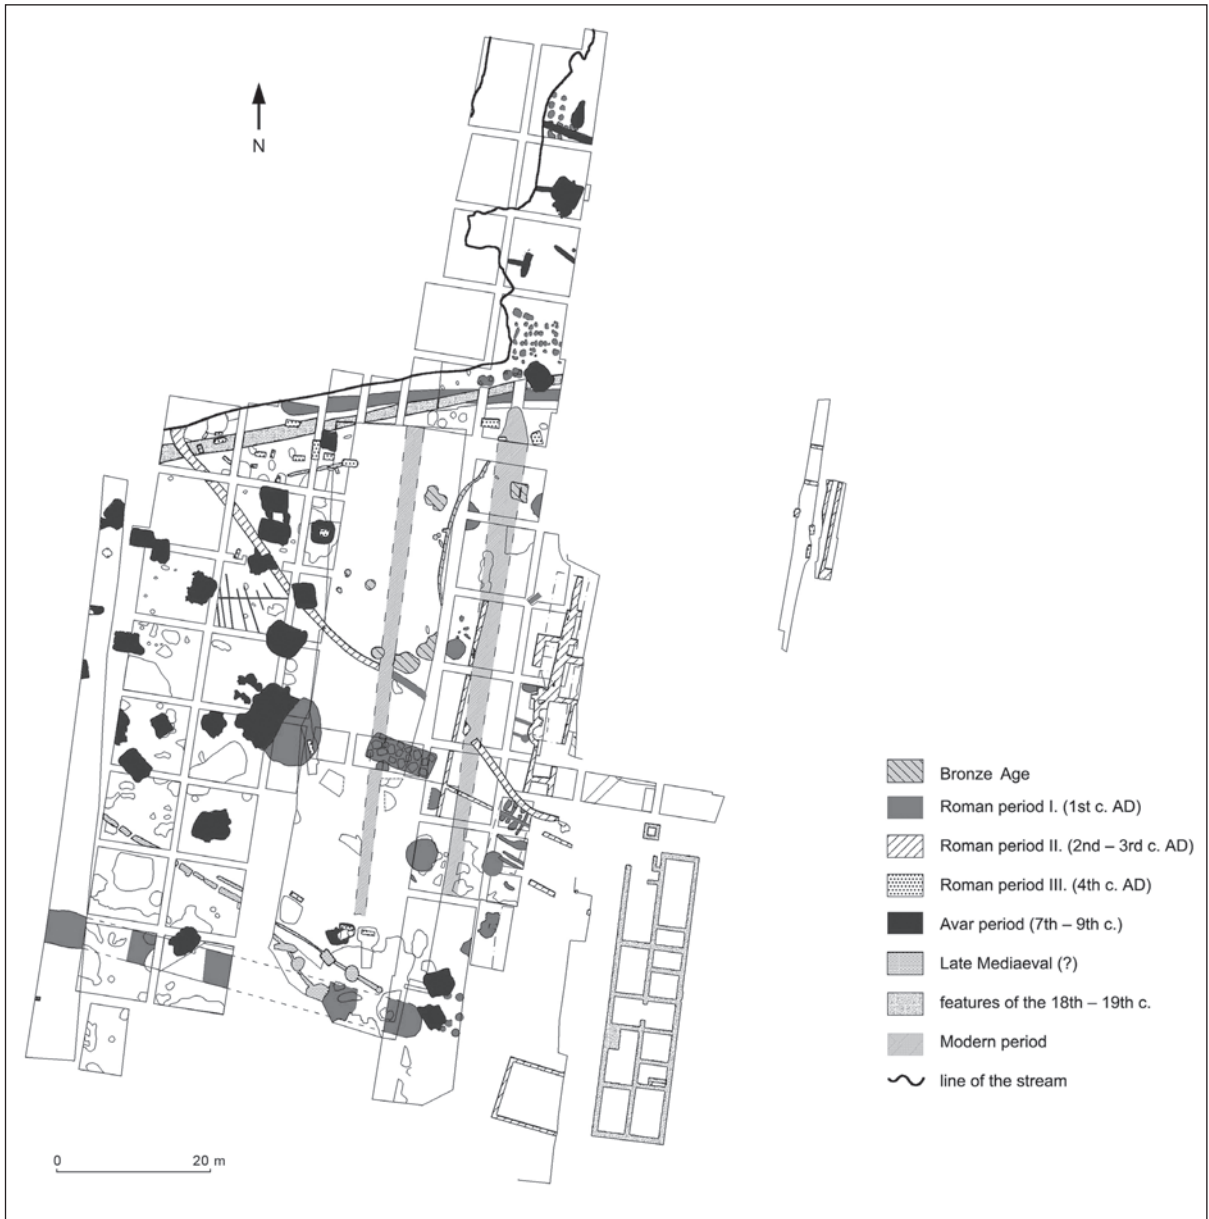 N
Bronze Age
Roman period I. (1st c. AD)
Roman period II. (2nd – 3rd c. AD)
Roman period III. (4th c. AD)
Avar period (7th – 9th c.)
Late Mediaeval (?)
features of the 18th – 19th c.
Modern period
line of the stream
0 20 m